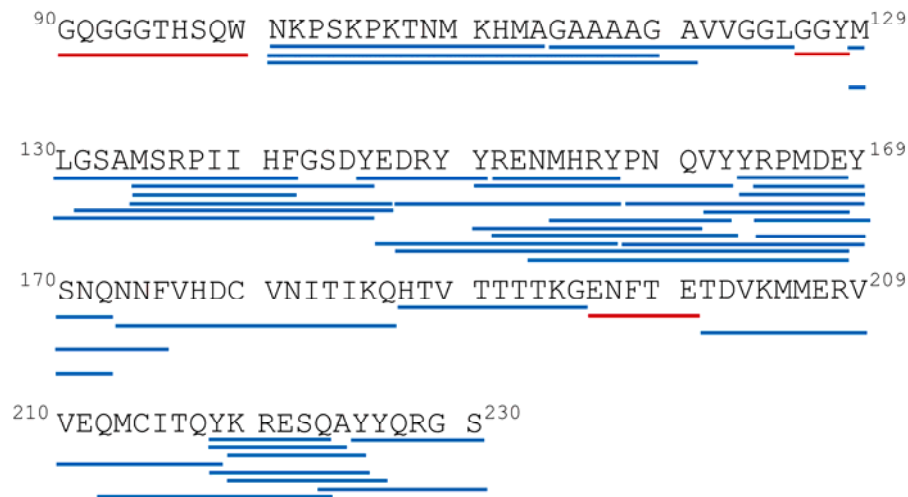 90GQGGGTHSQW NKPSKPKTNM KHMAGAAAAG AVVGGLGGYM129
130LGSAMSRPII HFGSDYEDRY YRENMHRYPN QVYYRPMDEY169
170SNQNNFVHDC VNITIKQHTV TTTTKGENFT ETDVKMMERV209
210VEQMCITQYK RESQAYYQRG S230